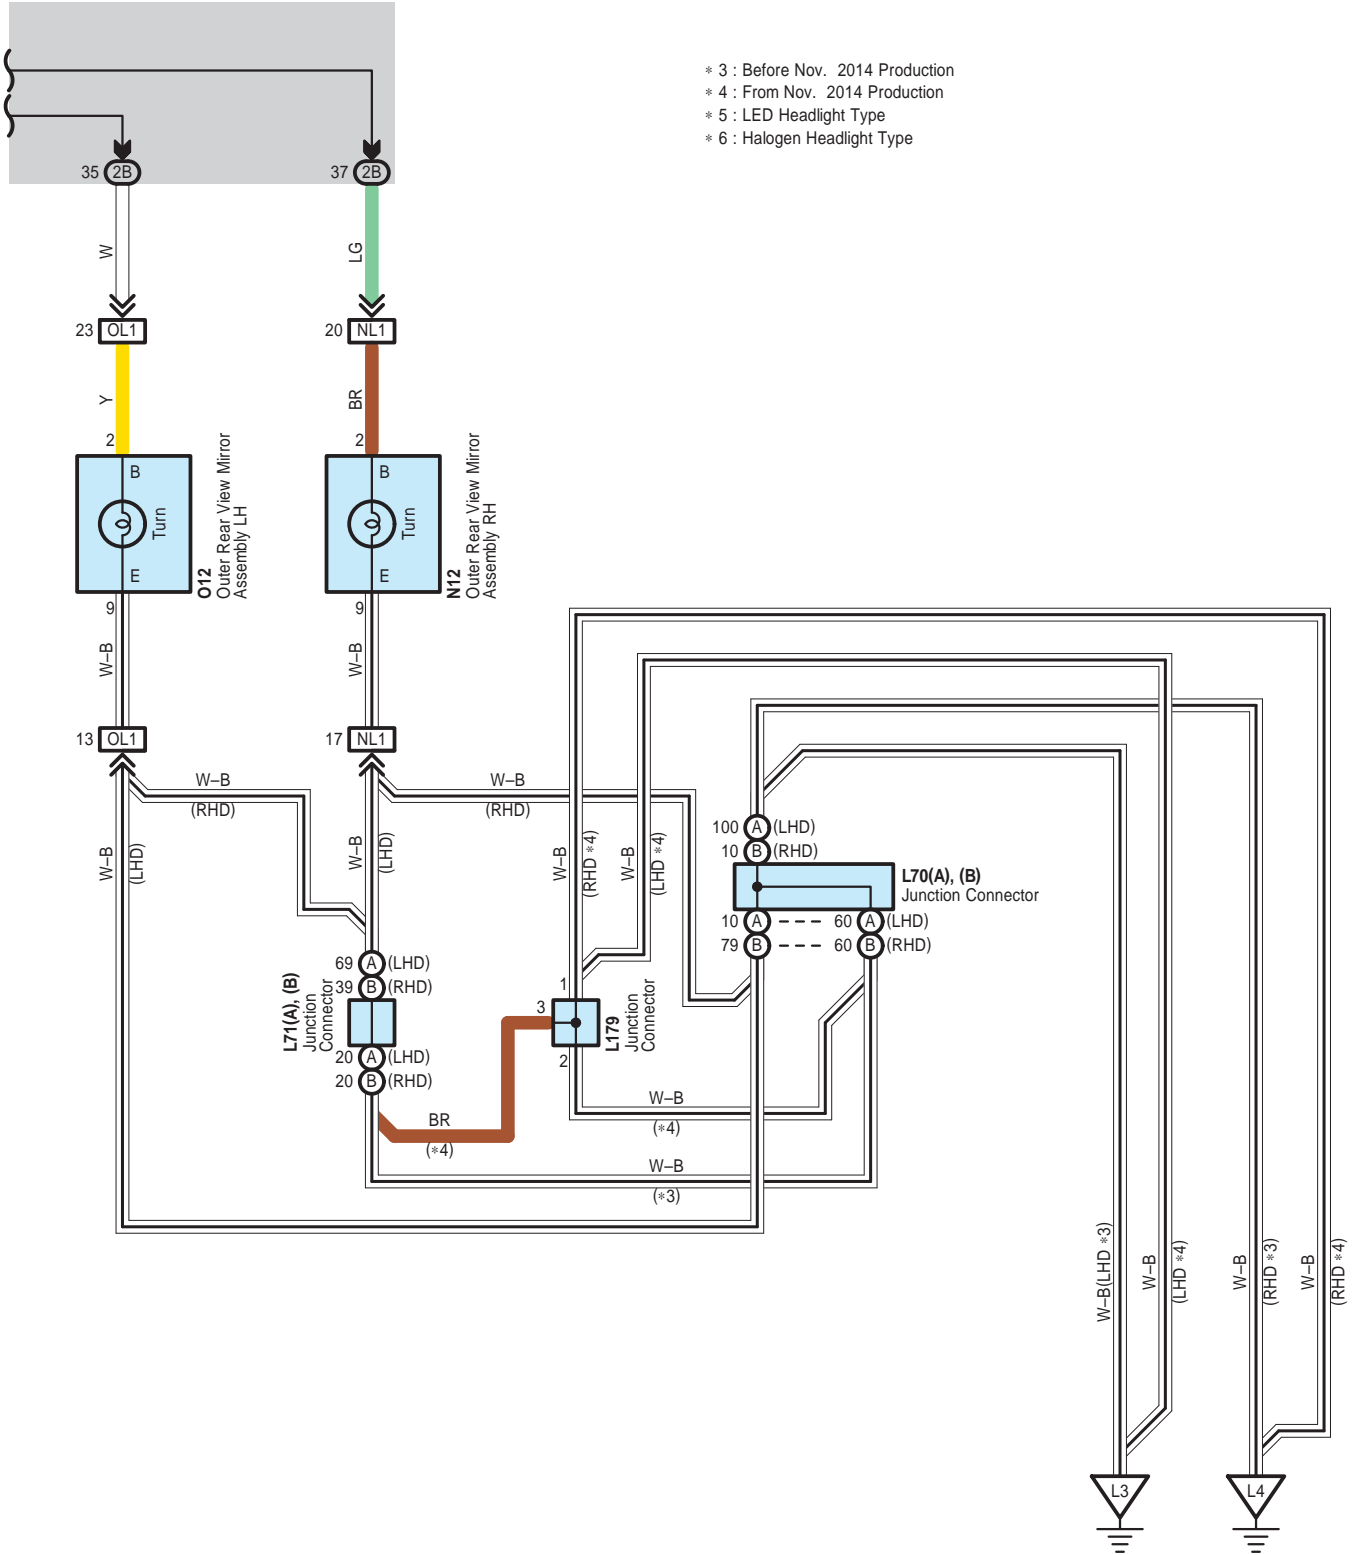 ∗ 3 : Before Nov. 2014 Production
∗ 4 : From Nov. 2014 Production
∗ 5 : LED Headlight Type
∗ 6 : Halogen Headlight Type
35 2B
37 2B
W
LG
23 OL1
20 NL1
Y
BR
2
2
B
Turn
E
O12
Outer Rear View Mirror
Assembly LH
B
Turn
E
N12
Outer Rear View Mirror
Assembly RH
9
9
W–B
W–B
13 OL1
17 NL1
W–B
(RHD)
W–B
(RHD)
W–B
(LHD)
W–B
(LHD)
W–B
(RHD ∗4)
W–B
(LHD ∗4)
100 A (LHD)
10 B (RHD)
L70(A), (B)
Junction Connector
10 A 60 A (LHD)
79 B 60 B (RHD)
69 A (LHD)
39 B (RHD)
L71(A), (B)
Junction
Connector
20 A (LHD)
20 B (RHD)
1
3
2
L179
Junction
Connector
BR
(∗4)
W–B
(∗4)
W–B
(∗3)
W–B(LHD ∗3)
W–B
(LHD ∗4)
W–B
(RHD ∗3)
W–B
(RHD ∗4)
L3
L4